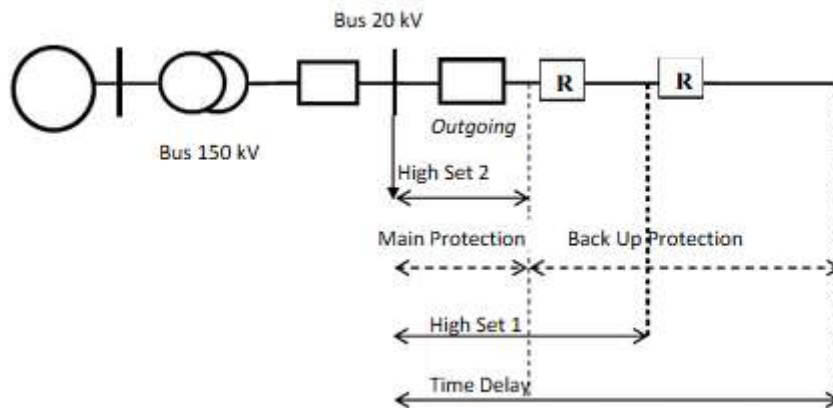 Bus 20 kV
R
R
Outgoing
Bus 150 kV
High Set 2
Main Protection
Back Up Protection
High Set 1
Time Delay